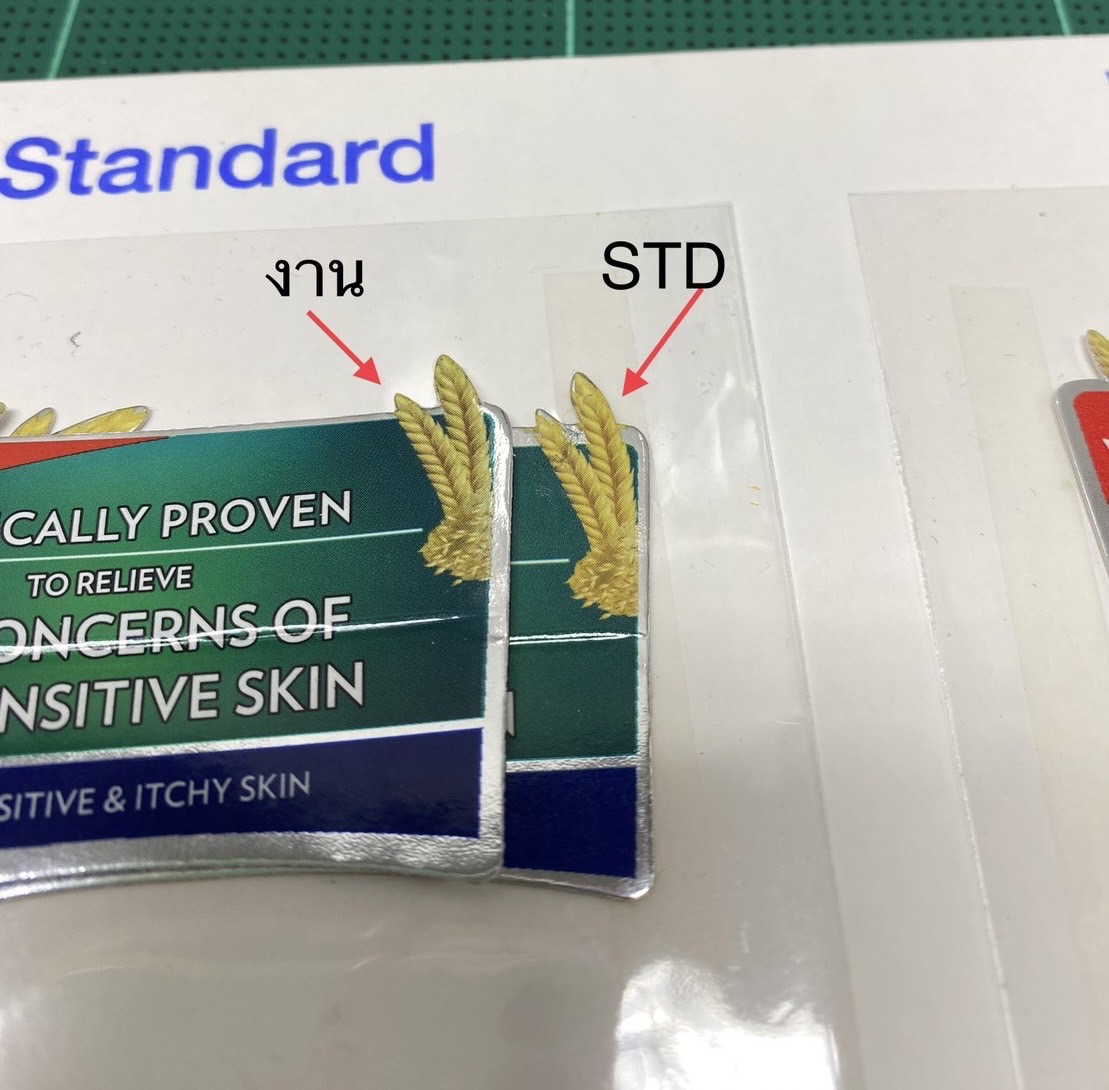 Standard
งาน
STD
CALLY PROVEN
TO RELIEVE
ONCERNS OF
NSITIVE SKIN
SITIVE & ITCHY SKIN